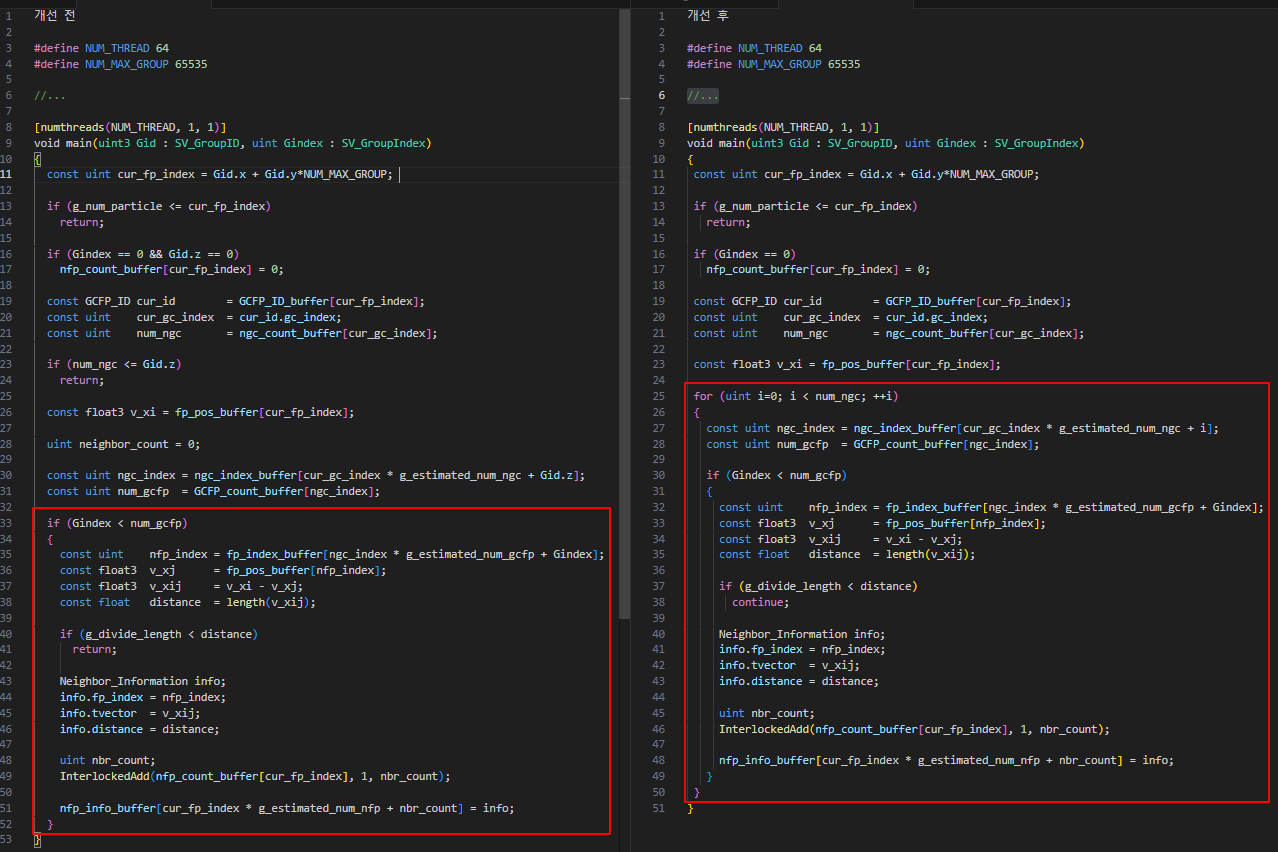 개선 전
1
2
3 #define NUM_THREAD 64
4 #define NUM_MAX_GROUP 65535
5
6 //...
7
8 [numthreads(NUM_THREAD, 1, 1)]
9 void main(uint3 Gid : SV_GroupID, uint Gindex : SV_GroupIndex)
10 {
11 const uint cur_fp_index = Gid.x + Gid.y*NUM_MAX_GROUP;
12
13 if (g_num_particle <= cur_fp_index)
14 return;
15
16 if (Gindex == 0 && Gid.z == 0)
17 nfp_count_buffer[cur_fp_index] = 0;
18
19 const GCFP_ID cur_id = GCFP_ID_buffer[cur_fp_index];
20 const uint cur_gc_index = cur_id.gc_index;
21 const uint num_ngc = ngc_count_buffer[cur_gc_index];
22
23 if (num_ngc <= Gid.z)
24 return;
25
26 const float3 v_xi = fp_pos_buffer[cur_fp_index];
27
28 uint neighbor_count = 0;
29
30 const uint ngc_index = ngc_index_buffer[cur_gc_index * g_estimated_num_ngc + Gid.z];
31 const uint num_gcfp = GCFP_count_buffer[ngc_index];
32
33 if (Gindex < num_gcfp)
34 {
35 const uint nfp_index = fp_index_buffer[ngc_index * g_estimated_num_gcfp + Gindex];
36 const float3 v_xj = fp_pos_buffer[nfp_index];
37 const float3 v_xij = v_xi - v_xj;
38 const float distance = length(v_xij);
39
40 if (g_divide_length < distance)
41 return;
42
43 Neighbor_Information info;
44 info.fp_index = nfp_index;
45 info.tvector = v_xij;
46 info.distance = distance;
47
48 uint nbr_count;
49 InterlockedAdd(nfp_count_buffer[cur_fp_index], 1, nbr_count);
50
51 nfp_info_buffer[cur_fp_index * g_estimated_num_nfp + nbr_count] = info;
52 }
53 }
1 개선 후
2
3 #define NUM_THREAD 64
4 #define NUM_MAX_GROUP 65535
5
6 //...
7
8 [numthreads(NUM_THREAD, 1, 1)]
9 void main(uint3 Gid : SV_GroupID, uint Gindex : SV_GroupIndex)
10 {
11 const uint cur_fp_index = Gid.x + Gid.y*NUM_MAX_GROUP;
12
13 if (g_num_particle <= cur_fp_index)
14 return;
15
16 if (Gindex == 0)
17 nfp_count_buffer[cur_fp_index] = 0;
18
19 const GCFP_ID cur_id = GCFP_ID_buffer[cur_fp_index];
20 const uint cur_gc_index = cur_id.gc_index;
21 const uint num_ngc = ngc_count_buffer[cur_gc_index];
22
23 const float3 v_xi = fp_pos_buffer[cur_fp_index];
24
25 for (uint i=0; i < num_ngc; ++i)
26 {
27 const uint ngc_index = ngc_index_buffer[cur_gc_index * g_estimated_num_ngc + i];
28 const uint num_gcfp = GCFP_count_buffer[ngc_index];
29
30 if (Gindex < num_gcfp)
31 {
32 const uint nfp_index = fp_index_buffer[ngc_index * g_estimated_num_gcfp + Gindex];
33 const float3 v_xj = fp_pos_buffer[nfp_index];
34 const float3 v_xij = v_xi - v_xj;
35 const float distance = length(v_xij);
36
37 if (g_divide_length < distance)
38 continue;
39
40 Neighbor_Information info;
41 info.fp_index = nfp_index;
42 info.tvector = v_xij;
43 info.distance = distance;
44
45 uint nbr_count;
46 InterlockedAdd(nfp_count_buffer[cur_fp_index], 1, nbr_count);
47
48 nfp_info_buffer[cur_fp_index * g_estimated_num_nfp + nbr_count] = info;
49 }
50 }
51 }